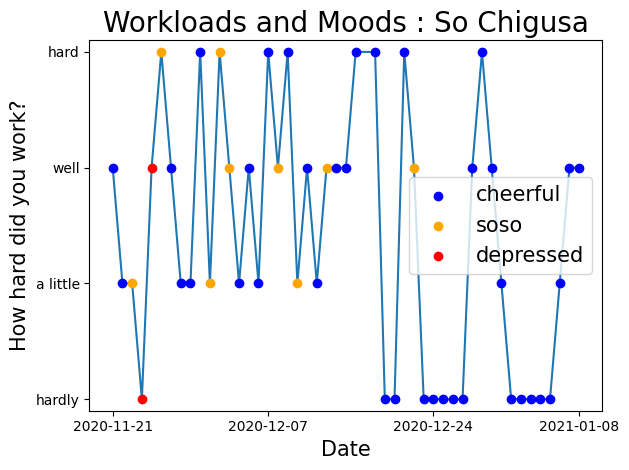 Workloads and Moods : So Chigusa
How hard did you work?
hard
well
a little
hardly
cheerful
soso
depressed
2020-11-21 2020-12-07 2020-12-24 2021-01-08
Date